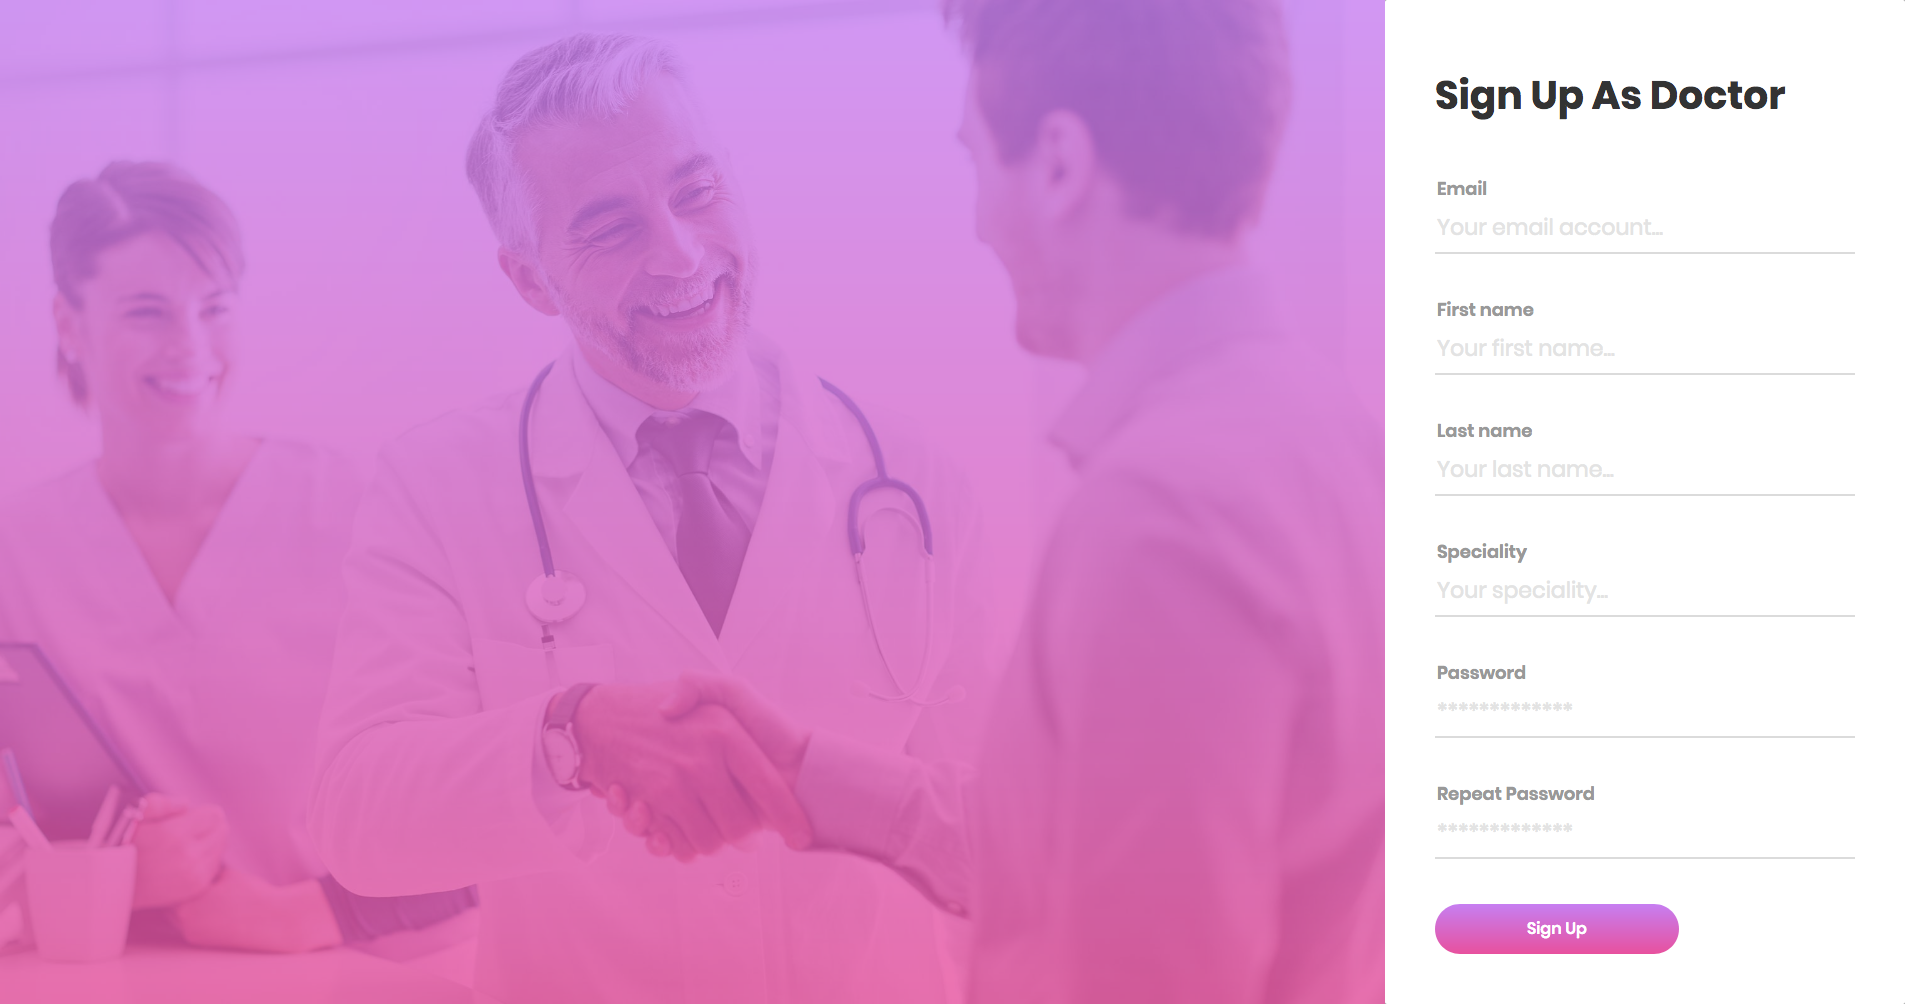 Sign Up As Doctor
Email
Your email account...
First name
Your first name...
Last name
Your last name...
Speciality
Your speciality...
Password
*************
Repeat Password
*************
Sign Up